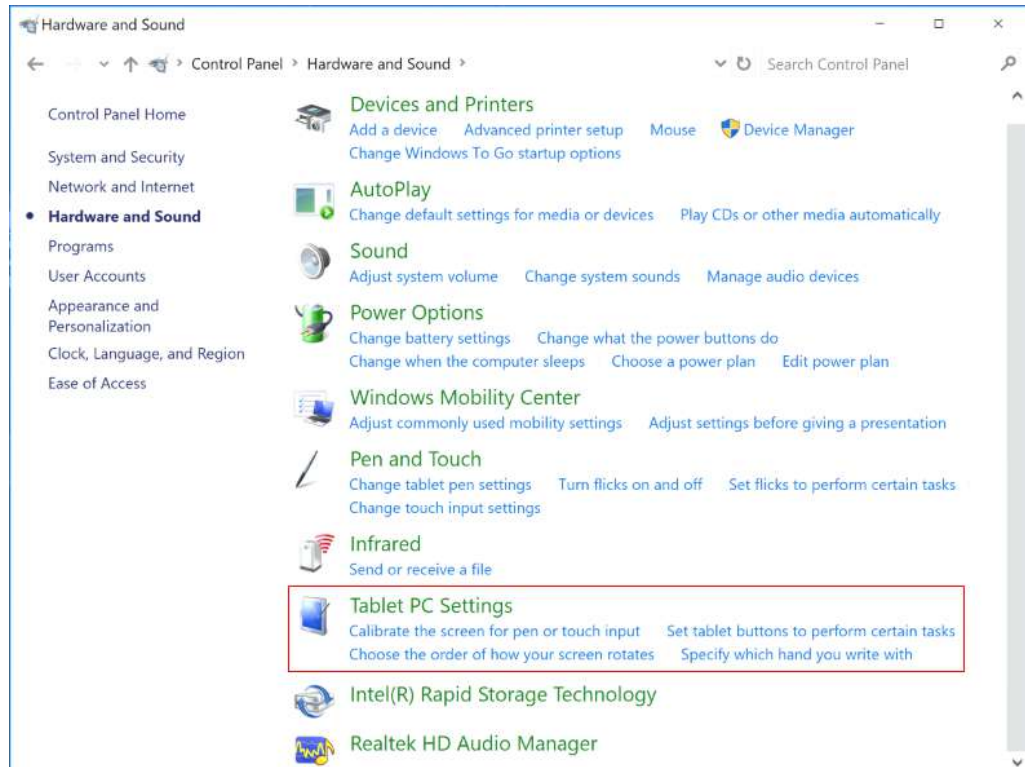 Hardware and Sound
Control Panel > Hardware and Sound >
Search Control Panel
Control Panel Home
System and Security
Network and Internet
Hardware and Sound
Programs
User Accounts
Appearance and
Personalization
Clock, Language, and Region
Ease of Access
Devices and Printers
Add a device Advanced printer setup Mouse Device Manager
Change Windows To Go startup options
AutoPlay
Change default settings for media or devices Play CDs or other media automatically
Sound
Adjust system volume Change system sounds Manage audio devices
Power Options
Change battery settings Change what the power buttons do
Change when the computer sleeps Choose a power plan Edit power plan
Windows Mobility Center
Adjust commonly used mobility settings Adjust settings before giving a presentation
Pen and Touch
Change tablet pen settings Turn flicks on and off Set flicks to perform certain tasks
Change touch input settings
Infrared
Send or receive a file
Tablet PC Settings
Calibrate the screen for pen or touch input Set tablet buttons to perform certain tasks
Choose the order of how your screen rotates Specify which hand you write with
Intel(R) Rapid Storage Technology
Realtek HD Audio Manager